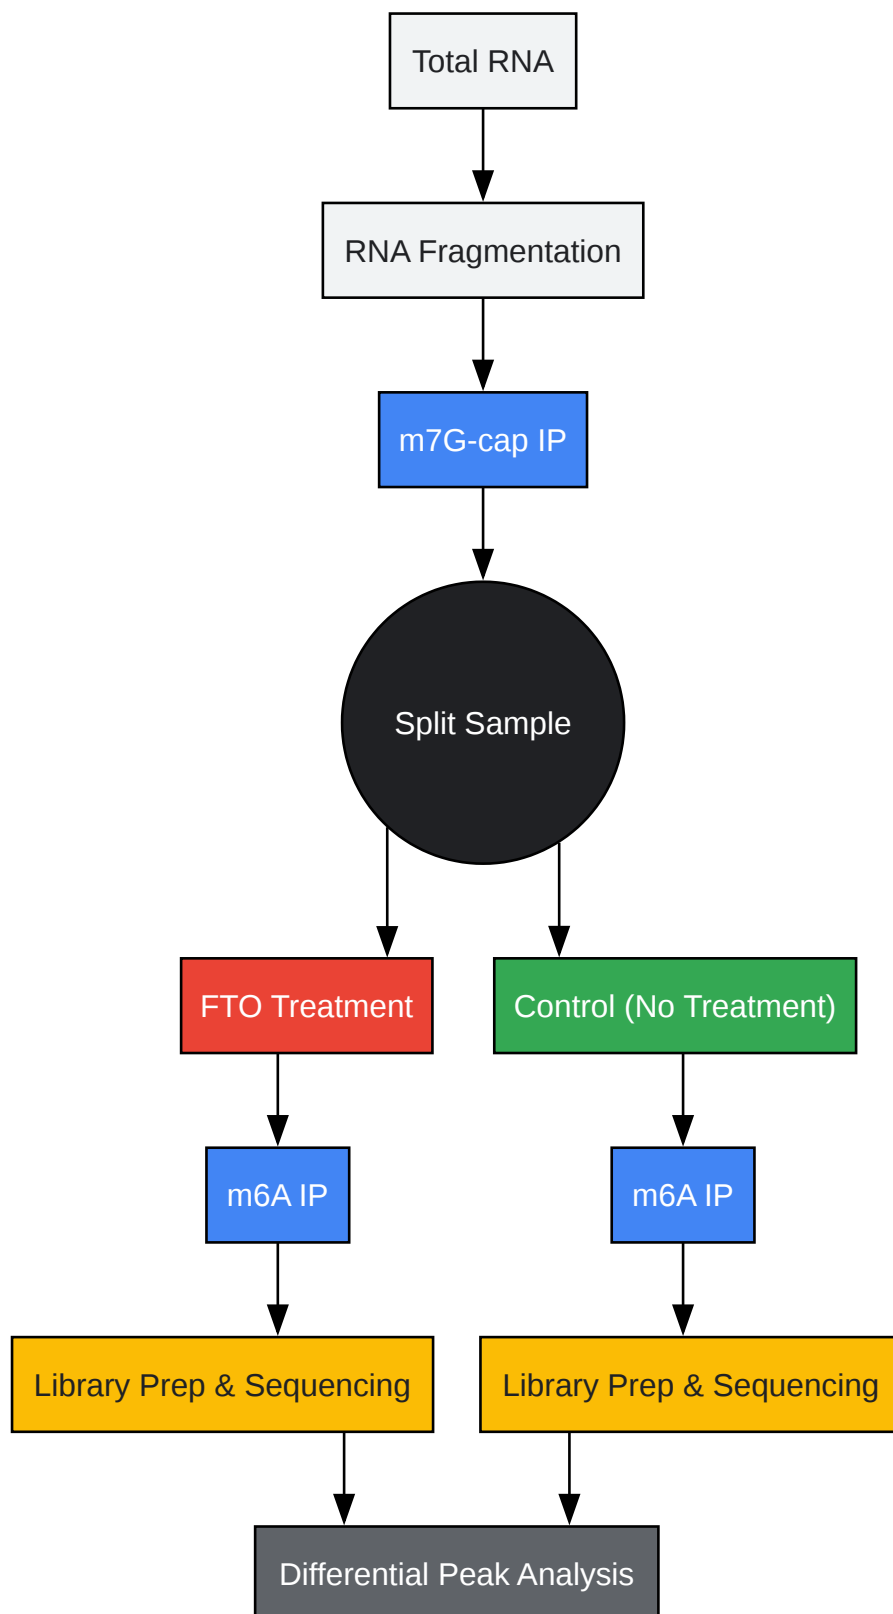 Total RNA
RNA Fragmentation
m7G-cap IP
Split Sample
FTO Treatment
Control (No Treatment)
m6A IP
m6A IP
Library Prep & Sequencing
Library Prep & Sequencing
Differential Peak Analysis